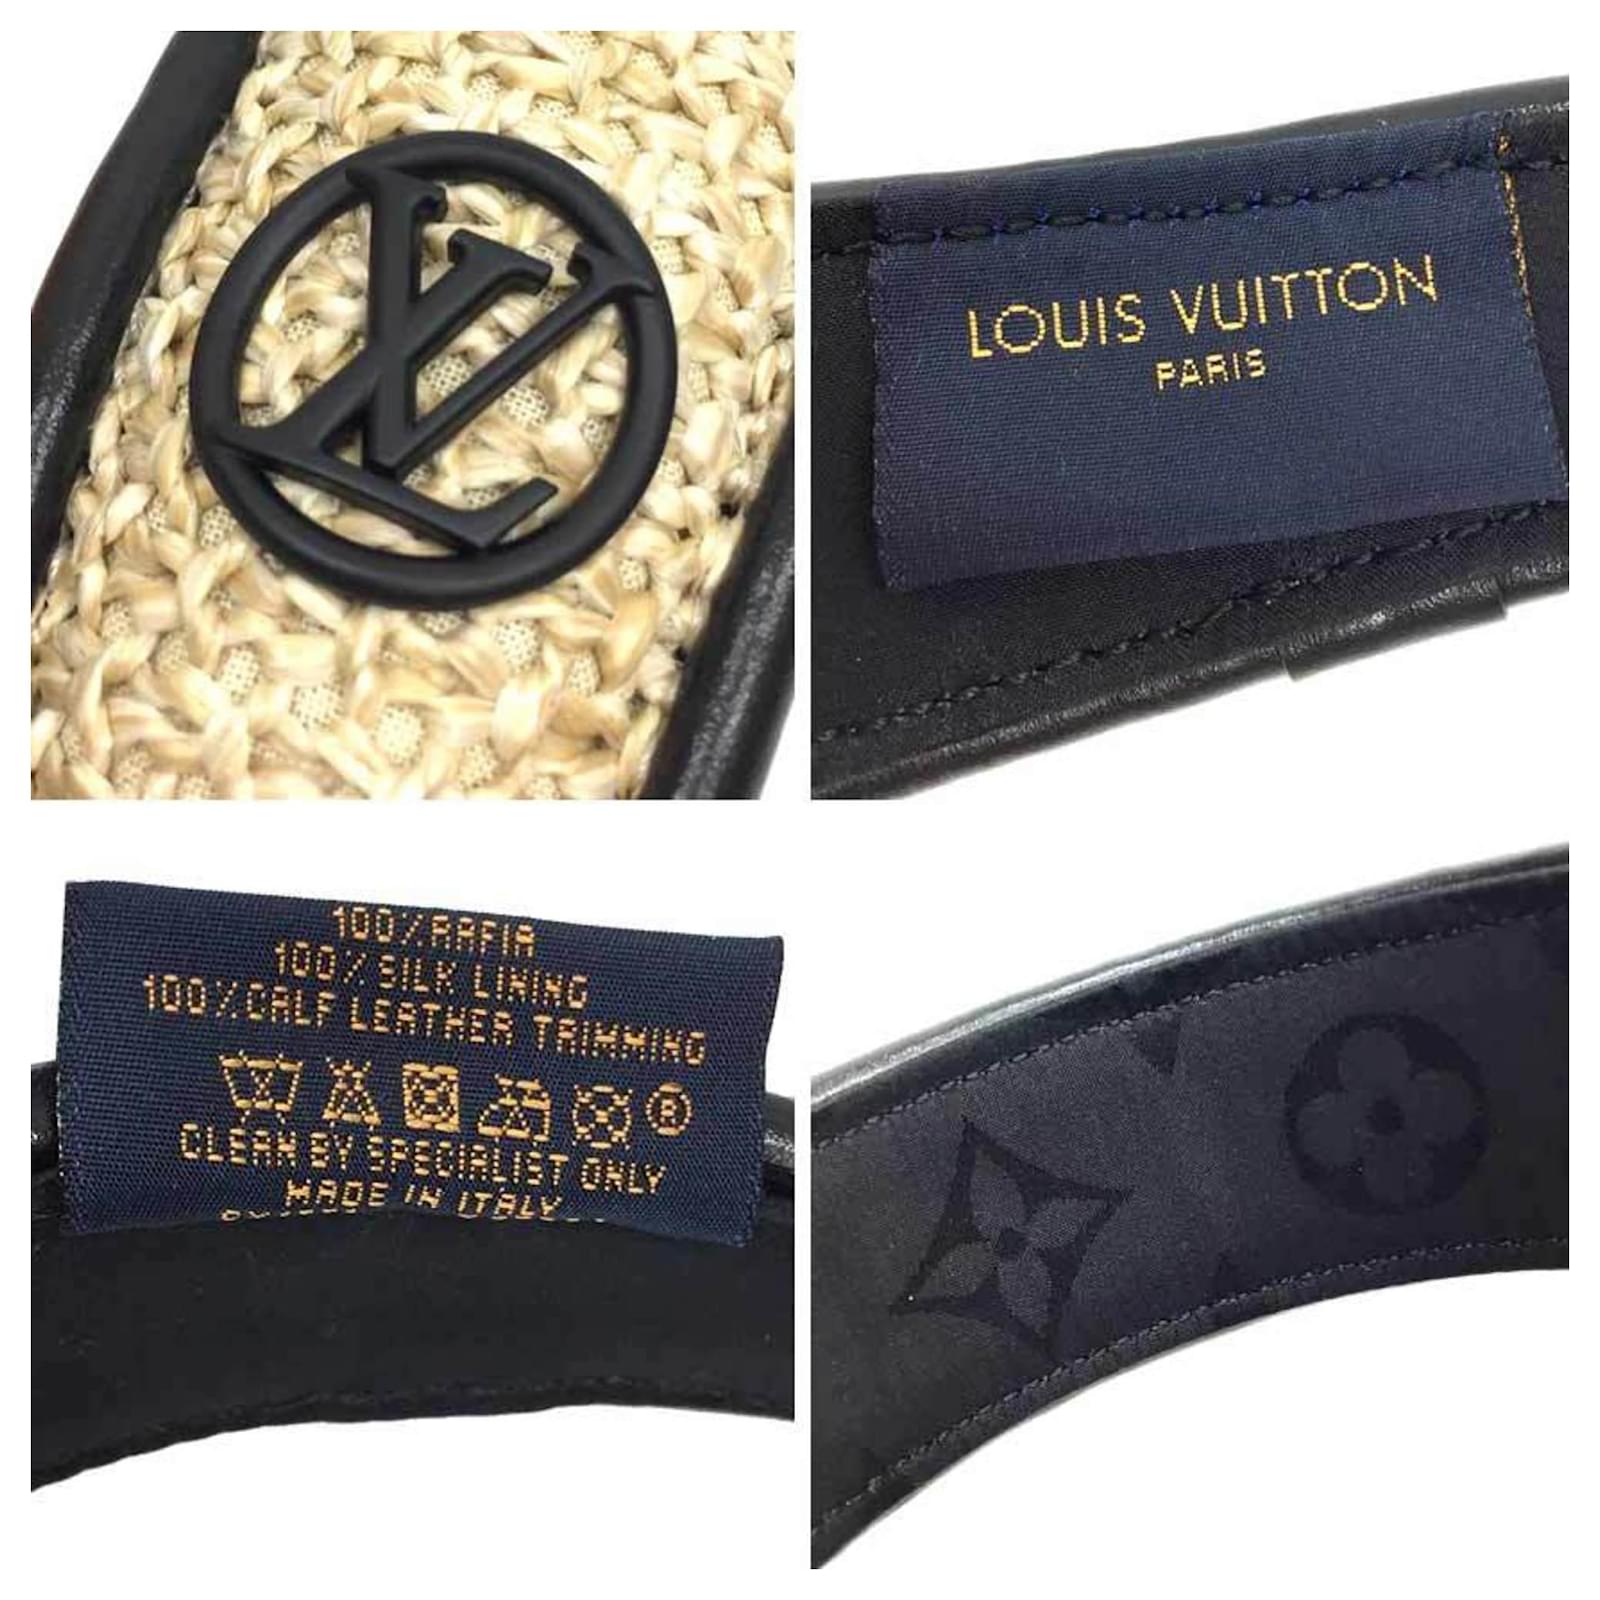 LV
LOUIS VUITTON
PARIS
100% RAFIA
100% SILK LINING
100% CALF LEATHER TRIMMING
®
CLEAN BY SPECIALIST ONLY
MADE IN ITALY